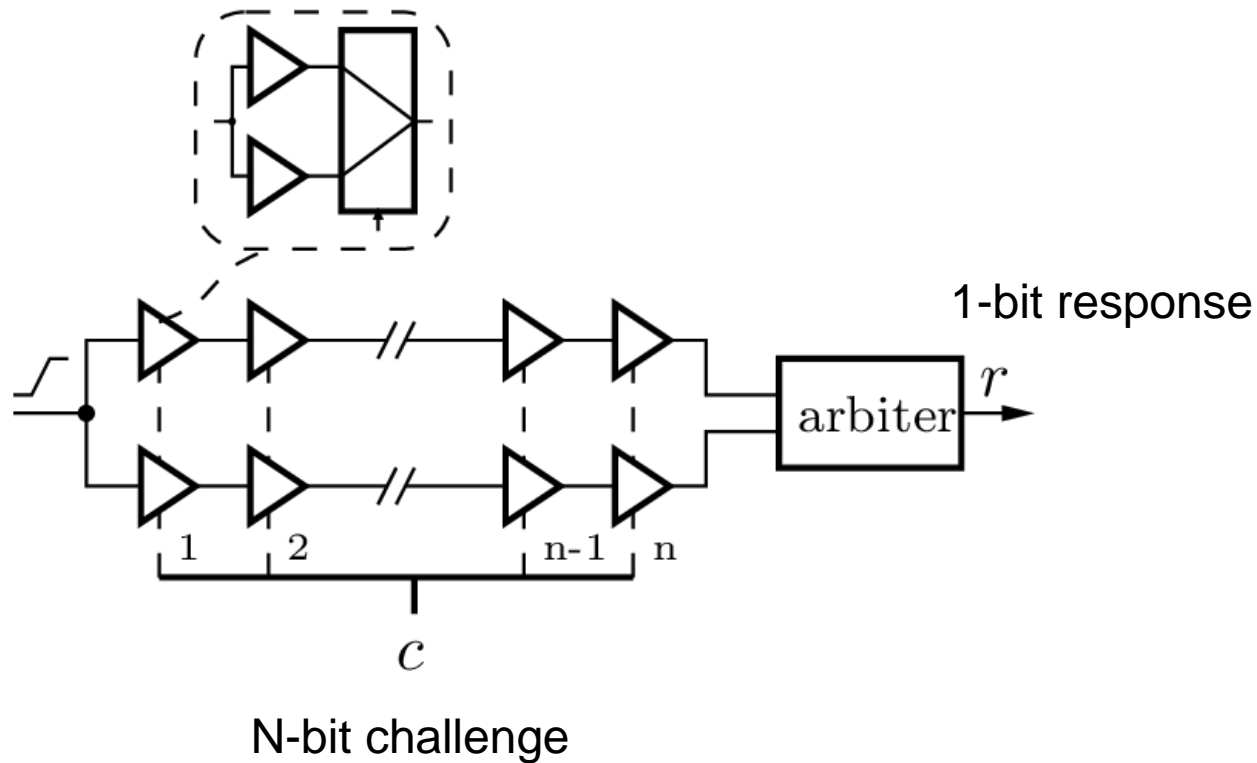 1-bit response
r
arbiter
1 2 n-1 n
c
N-bit challenge